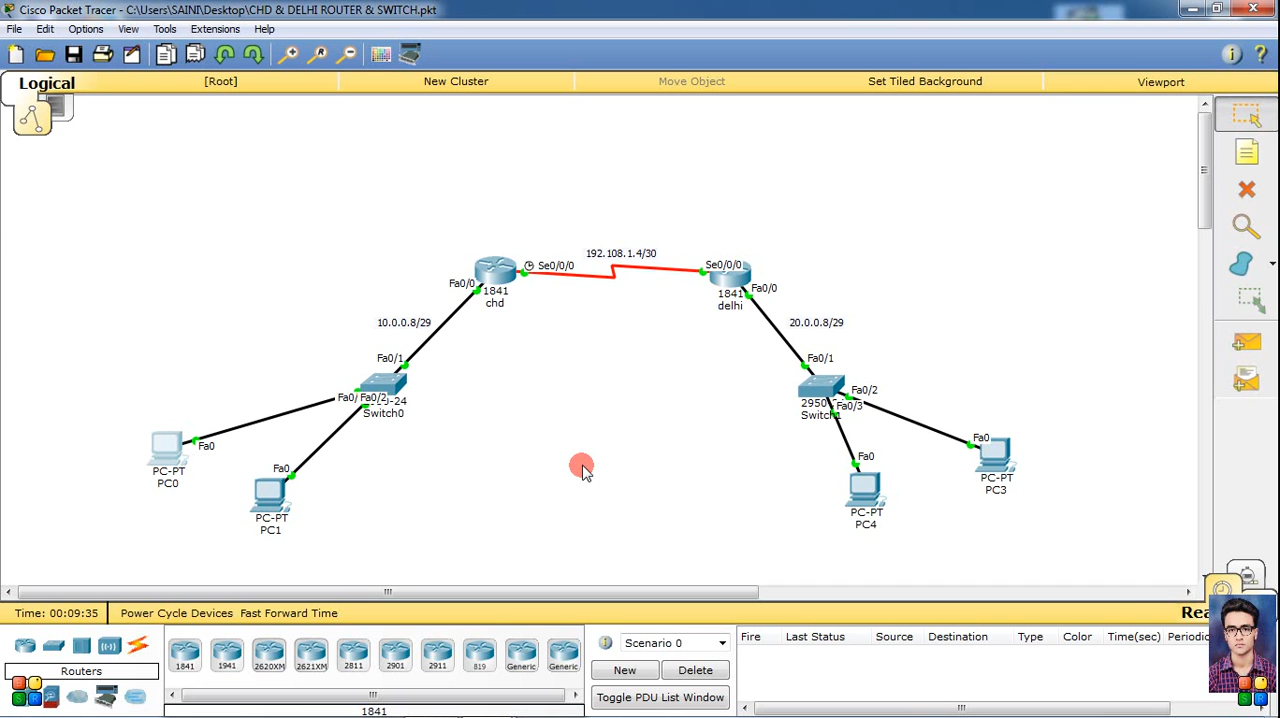 Cisco Packet Tracer - C:\Users\SAINI\Desktop\CHD & DELHI ROUTER & SWITCH.pkt
File Edit Options View Tools Extensions Help
Logical [Root] New Cluster Move Object Set Tiled Background Viewport
192.108.1.4/30
Se0/0/0 Se0/0/0
Fa0/0 1841 chd
1841 delhi Fa0/0
10.0.0.8/29 20.0.0.8/29
Fa0/1 Fa0/1
Fa0/2 Fa0/2
-24 2950 Fa0/3
Switch0
Fa0 Fa0
PC-PT Fa0 Fa0 PC-PT
PC0 PC3
PC-PT PC-PT
PC1 PC4
Time: 00:09:35 Power Cycle Devices Fast Forward Time
Scenario 0 Fire Last Status Source Destination Type Color Time(sec) Periodic
1841 1941 2620XM 2621XM 2811 2901 2911 819 Generic Generic
Routers New Delete
Toggle PDU List Window
1841